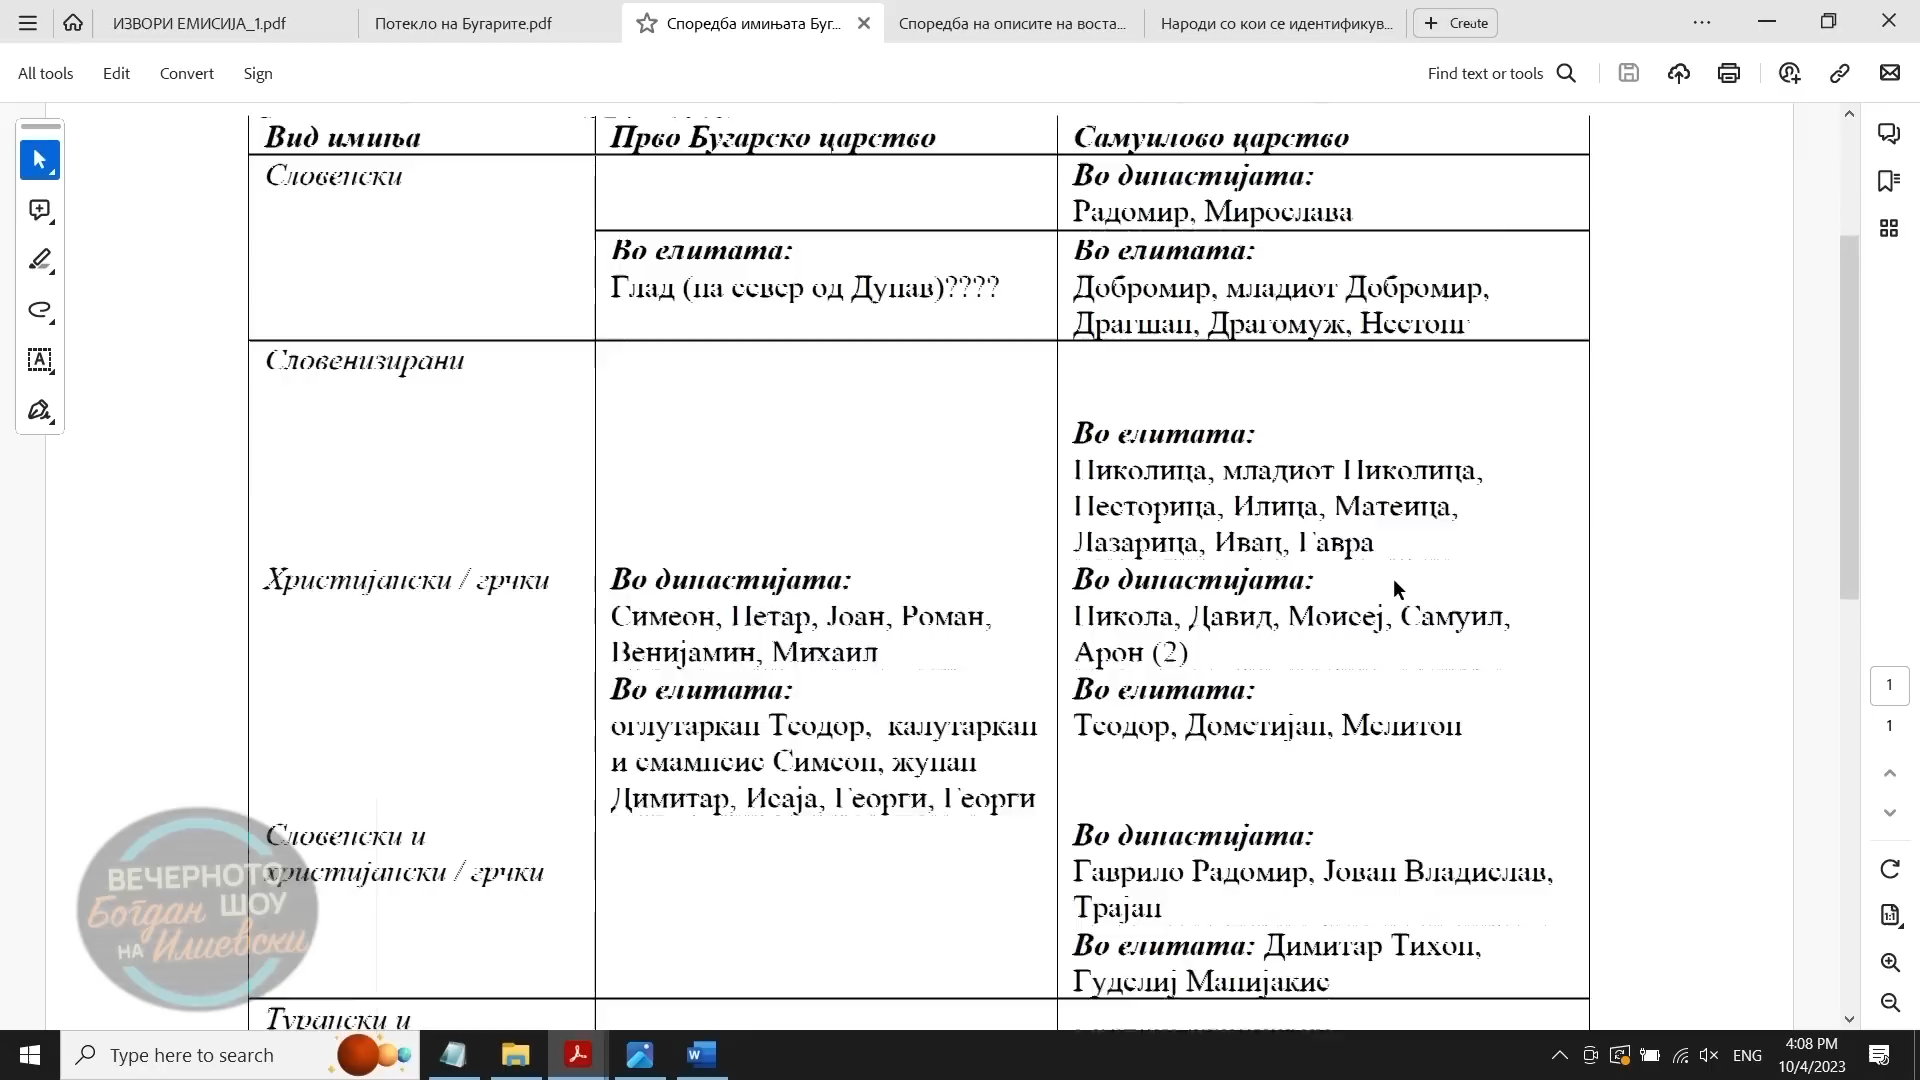 ИЗВОРИ ЕМИСИЈА_1.pdf
Потекло на Бугарите.pdf
Споредба имињата Буг...
Споредба на описите на воста...
Народи со кои се идентификув...
Create
All tools
Edit
Convert
Sign
Find text or tools
Вид имиња
Прво Бугарско царство
Самуилово царство
Словенски
Во династијата:
Радомир, Мирослава
Во елитата:
Глад (на север од Дунав)????
Во елитата:
Добромир, младиот Добромир,
Драгшан, Драгомуж, Нестонг
Словенизирани
Во елитата:
Николица, младиот Николица,
Несторица, Илица, Матеица,
Лазарица, Ивац, Гавра
Христијански / грчки
Во династијата:
Симеон, Петар, Јоан, Роман,
Венијамин, Михаил
Во елитата:
оглутаркан Теодор, калутаркан
и смампсис Симеон, жупан
Димитар, Исаја, Георги, Георги
Во династијата:
Никола, Давид, Моисеј, Самуил,
Арон (2)
Во елитата:
Теодор, Дометијан, Мелитон
Словенски и
христијански / грчки
Во династијата:
Гаврило Радомир, Јован Владислав,
Трајан
Во елитата: Димитар Тихон,
Гуделиј Манијакис
Турански и
ВЕЧЕРНОТО
ШОУ
НА
Богдан
Илиевски
1
1
Type here to search
ENG
4:08 PM
10/4/2023